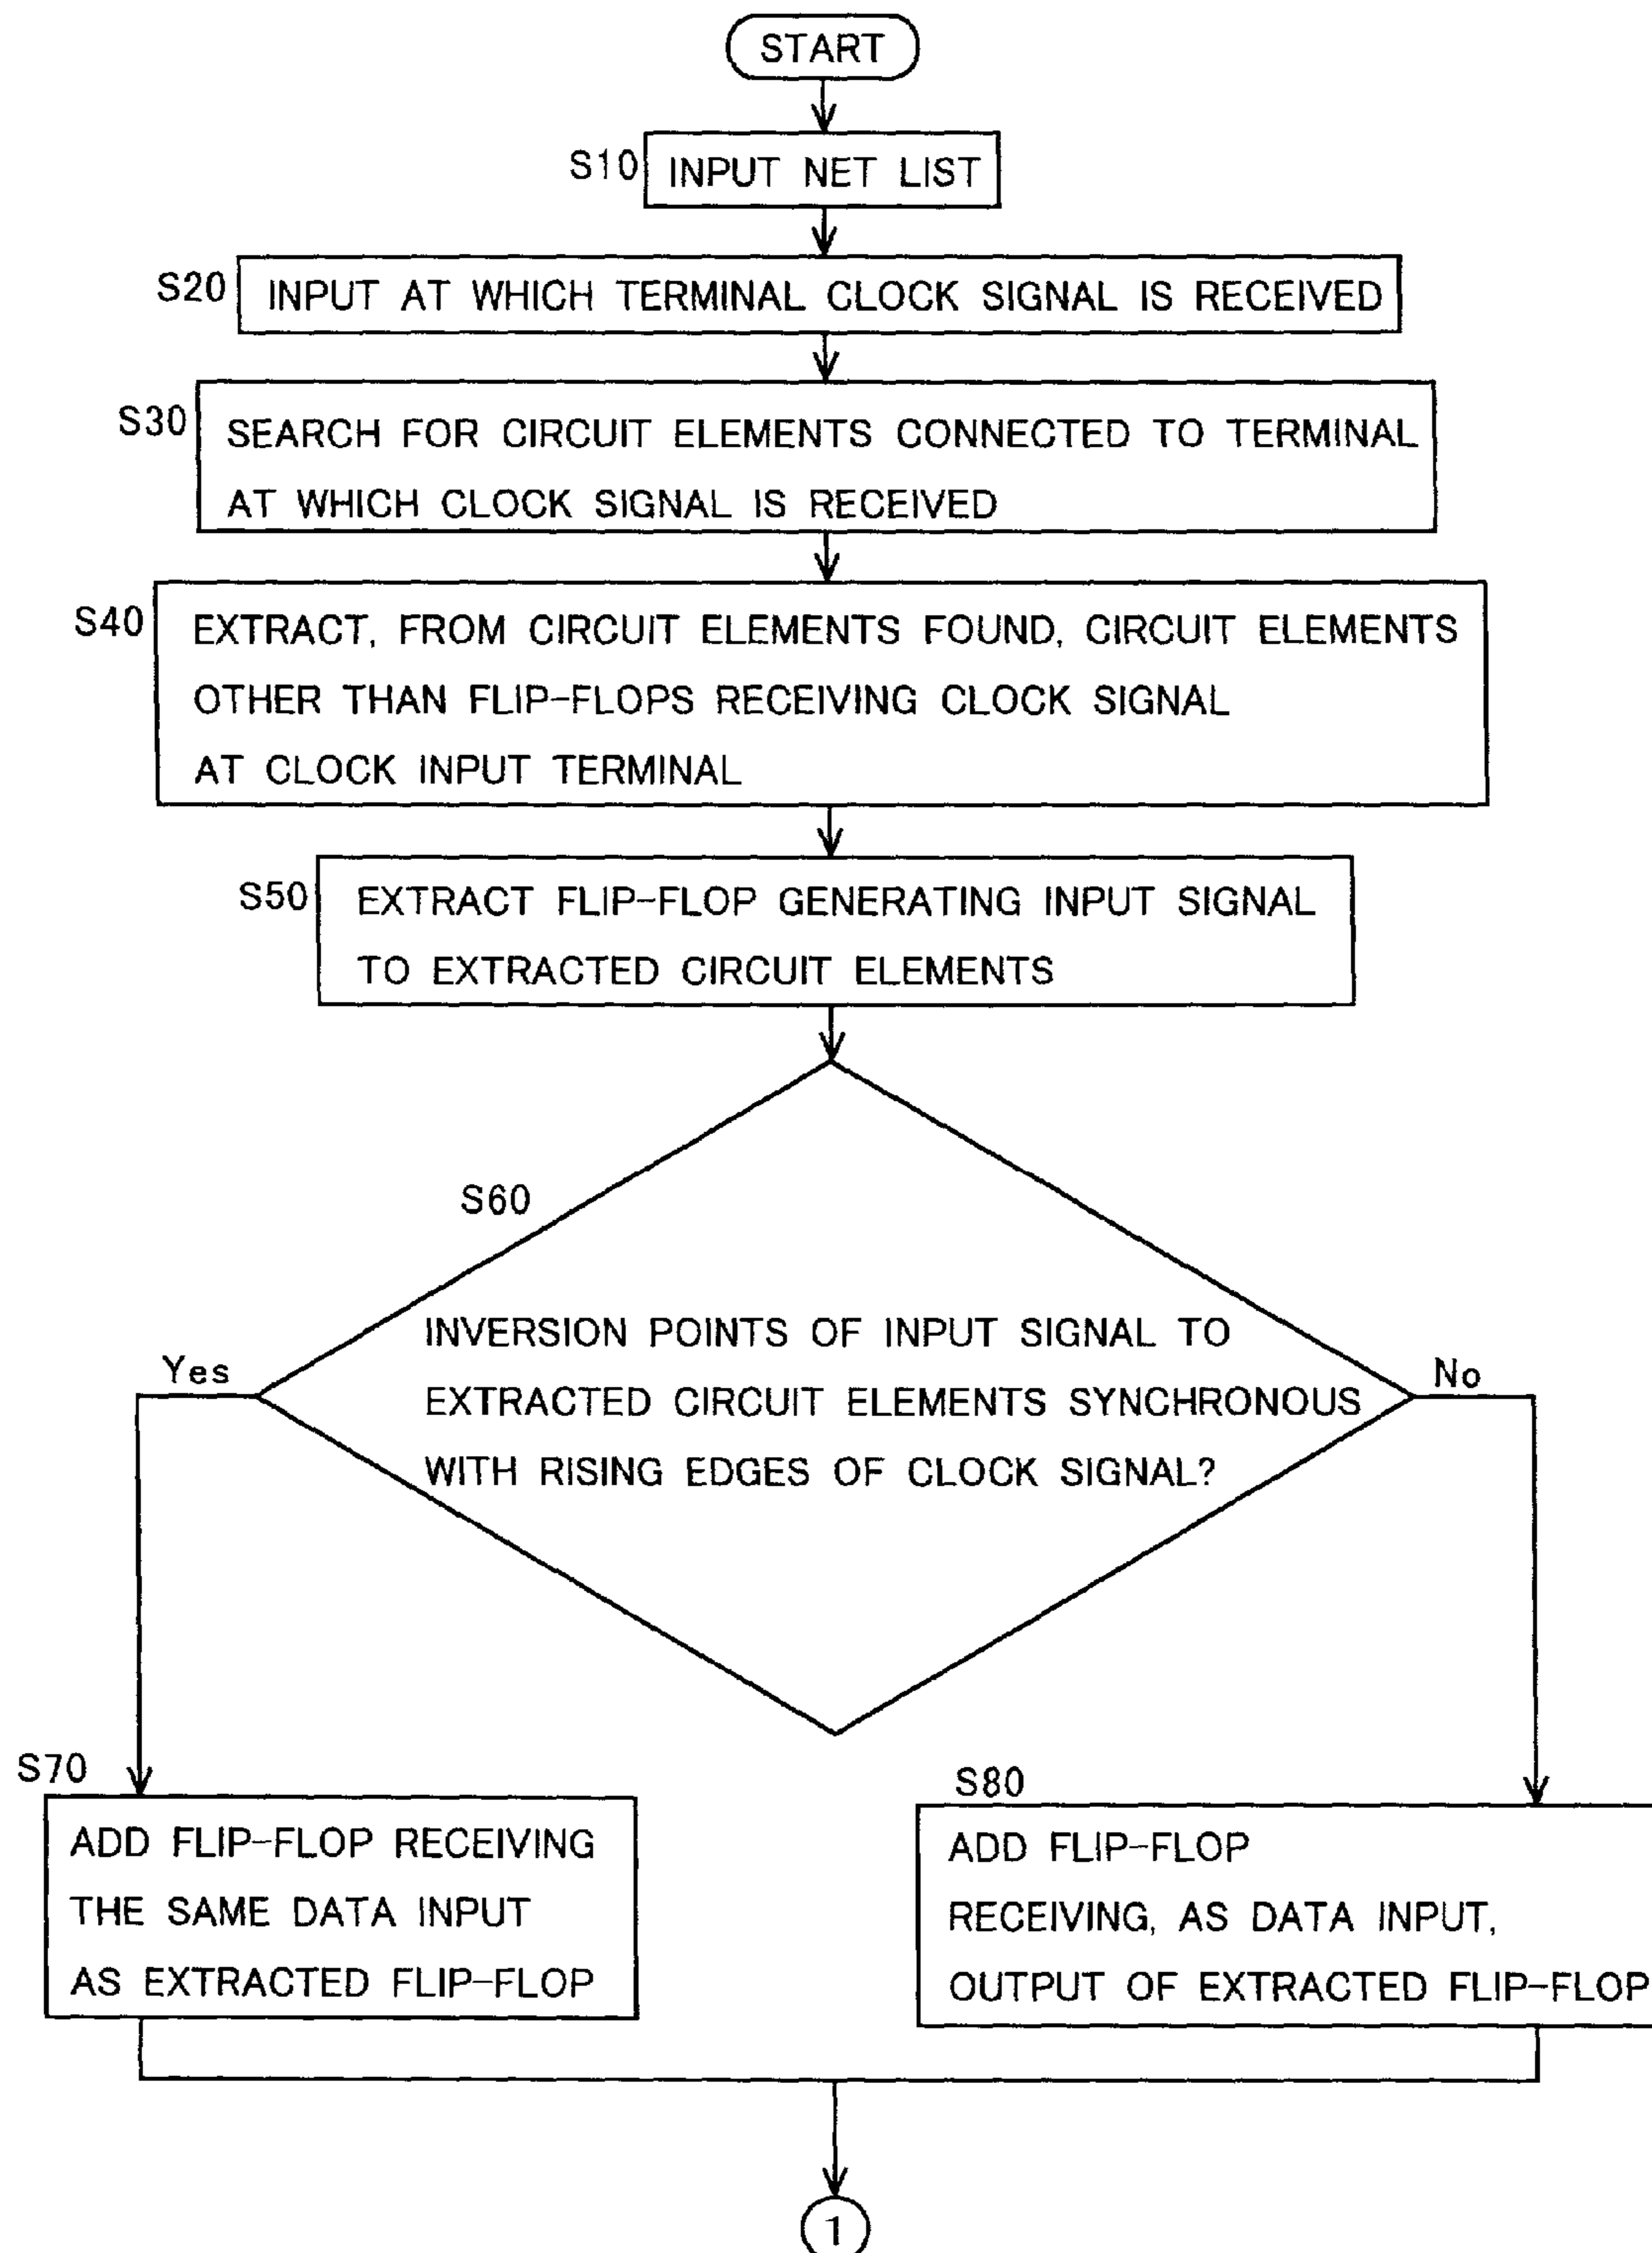 START
S10
INPUT NET LIST
S20
INPUT AT WHICH TERMINAL CLOCK SIGNAL IS RECEIVED
S30
SEARCH FOR CIRCUIT ELEMENTS CONNECTED TO TERMINAL
AT WHICH CLOCK SIGNAL IS RECEIVED
S40
EXTRACT, FROM CIRCUIT ELEMENTS FOUND, CIRCUIT ELEMENTS
OTHER THAN FLIP-FLOPS RECEIVING CLOCK SIGNAL
AT CLOCK INPUT TERMINAL
S50
EXTRACT FLIP-FLOP GENERATING INPUT SIGNAL
TO EXTRACTED CIRCUIT ELEMENTS
S60
INVERSION POINTS OF INPUT SIGNAL TO
EXTRACTED CIRCUIT ELEMENTS SYNCHRONOUS
WITH RISING EDGES OF CLOCK SIGNAL?
Yes
No
S70
ADD FLIP-FLOP RECEIVING
THE SAME DATA INPUT
AS EXTRACTED FLIP-FLOP
S80
ADD FLIP-FLOP
RECEIVING, AS DATA INPUT,
OUTPUT OF EXTRACTED FLIP-FLOP
1